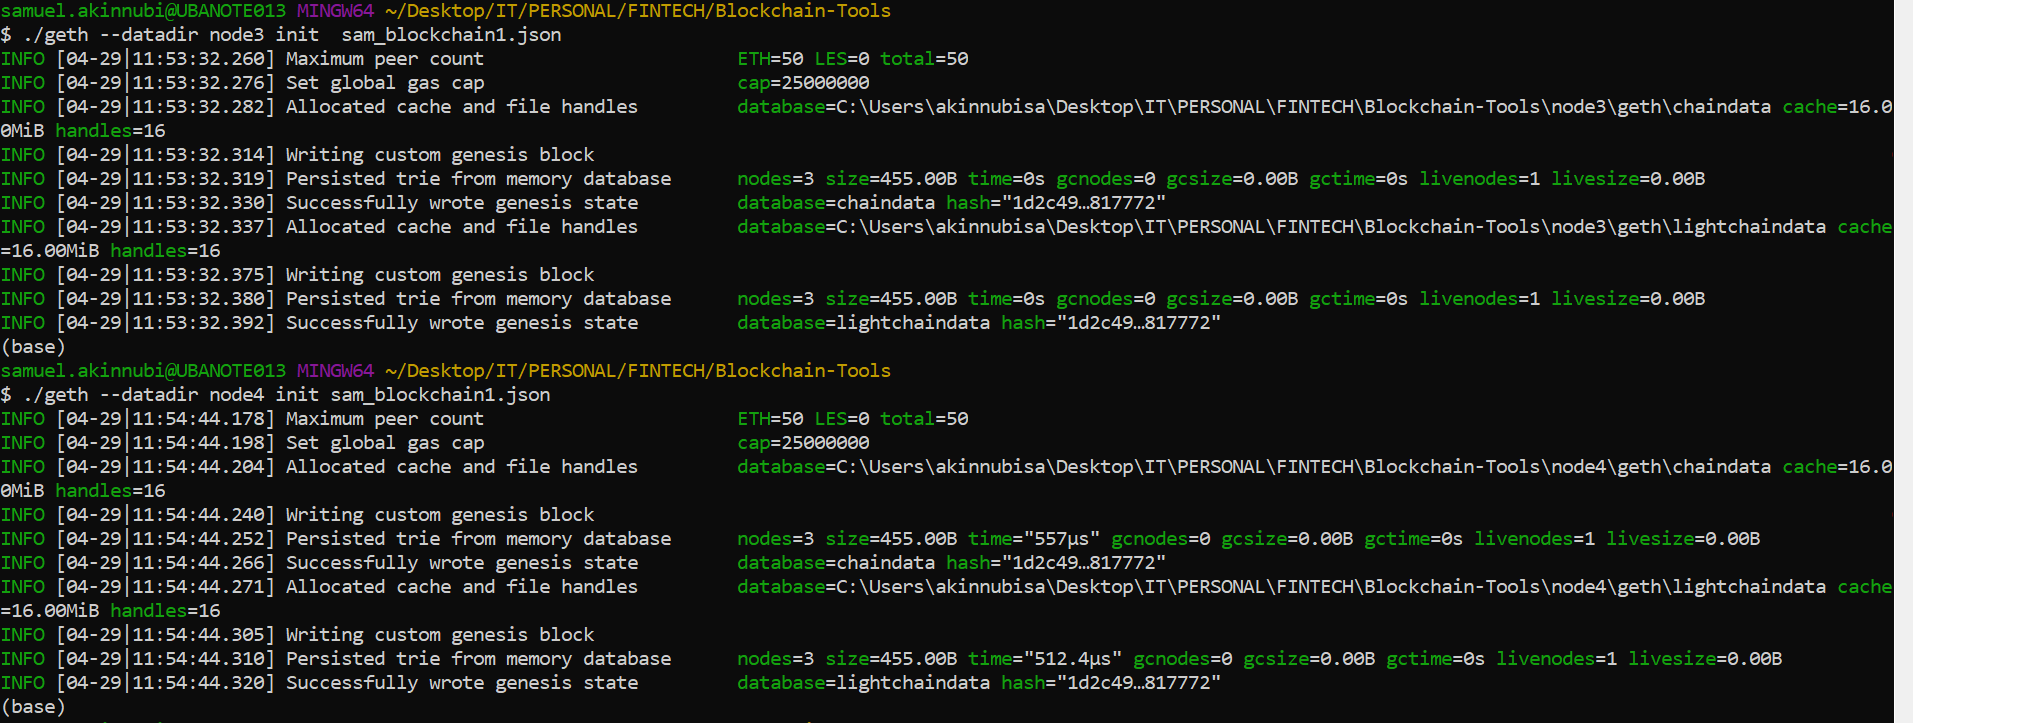 samuel.akinnubi@UBANOTE013 MINGW64 ~/Desktop/IT/PERSONAL/FINTECH/Blockchain-Tools
$ ./geth --datadir node3 init  sam_blockchain1.json
INFO [04-29|11:53:32.260] Maximum peer count                       ETH=50 LES=0 total=50
INFO [04-29|11:53:32.276] Set global gas cap                       cap=25000000
INFO [04-29|11:53:32.282] Allocated cache and file handles         database=C:\Users\akinnubisa\Desktop\IT\PERSONAL\FINTECH\Blockchain-Tools\node3\geth\chaindata cache=16.0
0MiB handles=16
INFO [04-29|11:53:32.314] Writing custom genesis block
INFO [04-29|11:53:32.319] Persisted trie from memory database      nodes=3 size=455.00B time=0s gcnodes=0 gcsize=0.00B gctime=0s livenodes=1 livesize=0.00B
INFO [04-29|11:53:32.330] Successfully wrote genesis state         database=chaindata hash="1d2c49…817772"
INFO [04-29|11:53:32.337] Allocated cache and file handles         database=C:\Users\akinnubisa\Desktop\IT\PERSONAL\FINTECH\Blockchain-Tools\node3\geth\lightchaindata cache
=16.00MiB handles=16
INFO [04-29|11:53:32.375] Writing custom genesis block
INFO [04-29|11:53:32.380] Persisted trie from memory database      nodes=3 size=455.00B time=0s gcnodes=0 gcsize=0.00B gctime=0s livenodes=1 livesize=0.00B
INFO [04-29|11:53:32.392] Successfully wrote genesis state         database=lightchaindata hash="1d2c49…817772"
(base)
samuel.akinnubi@UBANOTE013 MINGW64 ~/Desktop/IT/PERSONAL/FINTECH/Blockchain-Tools
$ ./geth --datadir node4 init sam_blockchain1.json
INFO [04-29|11:54:44.178] Maximum peer count                       ETH=50 LES=0 total=50
INFO [04-29|11:54:44.198] Set global gas cap                       cap=25000000
INFO [04-29|11:54:44.204] Allocated cache and file handles         database=C:\Users\akinnubisa\Desktop\IT\PERSONAL\FINTECH\Blockchain-Tools\node4\geth\chaindata cache=16.0
0MiB handles=16
INFO [04-29|11:54:44.240] Writing custom genesis block
INFO [04-29|11:54:44.252] Persisted trie from memory database      nodes=3 size=455.00B time="557µs" gcnodes=0 gcsize=0.00B gctime=0s livenodes=1 livesize=0.00B
INFO [04-29|11:54:44.266] Successfully wrote genesis state         database=chaindata hash="1d2c49…817772"
INFO [04-29|11:54:44.271] Allocated cache and file handles         database=C:\Users\akinnubisa\Desktop\IT\PERSONAL\FINTECH\Blockchain-Tools\node4\geth\lightchaindata cache
=16.00MiB handles=16
INFO [04-29|11:54:44.305] Writing custom genesis block
INFO [04-29|11:54:44.310] Persisted trie from memory database      nodes=3 size=455.00B time="512.4µs" gcnodes=0 gcsize=0.00B gctime=0s livenodes=1 livesize=0.00B
INFO [04-29|11:54:44.320] Successfully wrote genesis state         database=lightchaindata hash="1d2c49…817772"
(base)